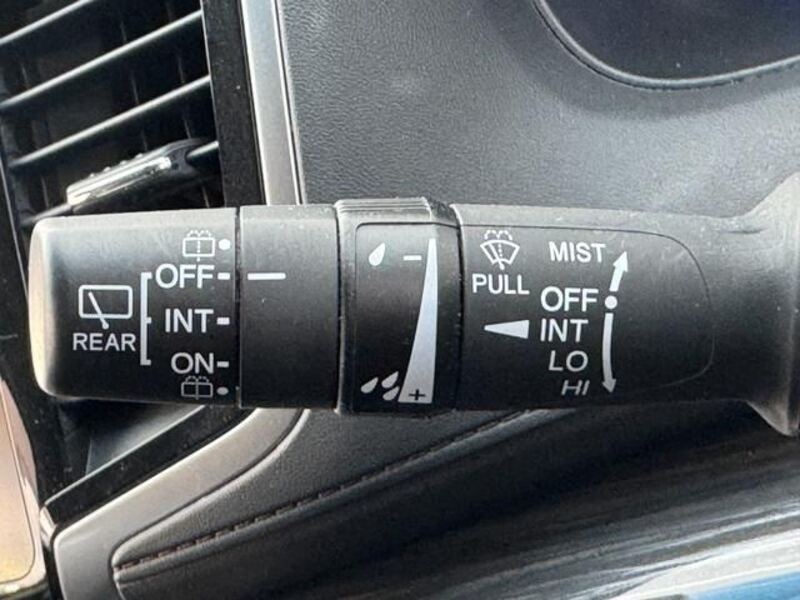 OFF
INT
REAR
ON
−
+
PULL
MIST
OFF
INT
LO
HI